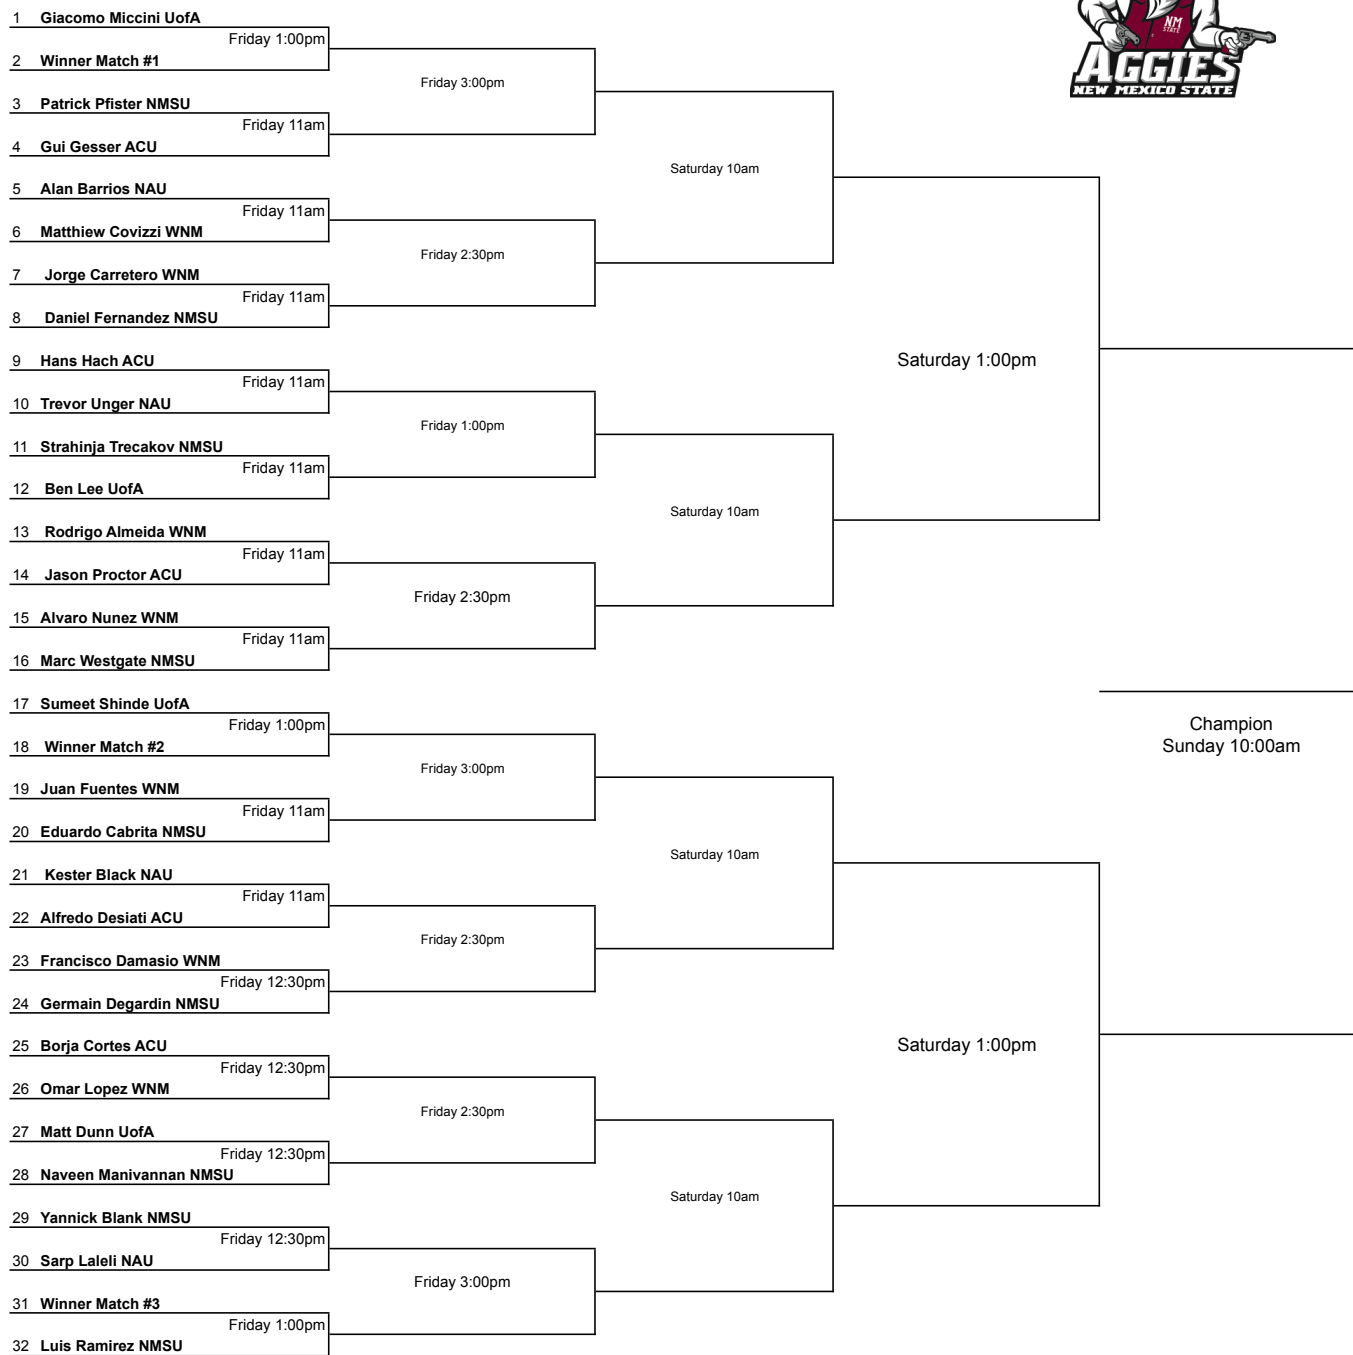 NM
STATE
AGGIES
NEW MEXICO STATE
1 Giacomo Miccini UofA
Friday 1:00pm
2 Winner Match #1
Friday 3:00pm
3 Patrick Pfister NMSU
Friday 11am
4 Gui Gesser ACU
Saturday 10am
5 Alan Barrios NAU
Friday 11am
6 Matthiew Covizzi WNM
Friday 2:30pm
7 Jorge Carretero WNM
Friday 11am
8 Daniel Fernandez NMSU
Saturday 1:00pm
9 Hans Hach ACU
Friday 11am
10 Trevor Unger NAU
Friday 1:00pm
11 Strahinja Trecakov NMSU
Friday 11am
12 Ben Lee UofA
Saturday 10am
13 Rodrigo Almeida WNM
Friday 11am
14 Jason Proctor ACU
Friday 2:30pm
15 Alvaro Nunez WNM
Friday 11am
16 Marc Westgate NMSU
17 Sumeet Shinde UofA
Friday 1:00pm
Champion
18 Winner Match #2
Sunday 10:00am
Friday 3:00pm
19 Juan Fuentes WNM
Friday 11am
20 Eduardo Cabrita NMSU
Saturday 10am
21 Kester Black NAU
Friday 11am
22 Alfredo Desiati ACU
Friday 2:30pm
23 Francisco Damasio WNM
Friday 12:30pm
24 Germain Degardin NMSU
Saturday 1:00pm
25 Borja Cortes ACU
Friday 12:30pm
26 Omar Lopez WNM
Friday 2:30pm
27 Matt Dunn UofA
Friday 12:30pm
28 Naveen Manivannan NMSU
Saturday 10am
29 Yannick Blank NMSU
Friday 12:30pm
30 Sarp Laleli NAU
Friday 3:00pm
31 Winner Match #3
Friday 1:00pm
32 Luis Ramirez NMSU